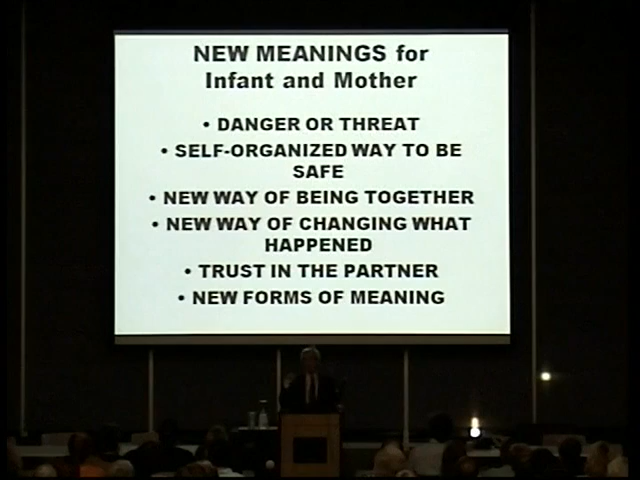 NEW MEANINGS for
Infant and Mother
• DANGER OR THREAT
• SELF-ORGANIZED WAY TO BE
SAFE
• NEW WAY OF BEING TOGETHER
• NEW WAY OF CHANGING WHAT
HAPPENED
• TRUST IN THE PARTNER
• NEW FORMS OF MEANING